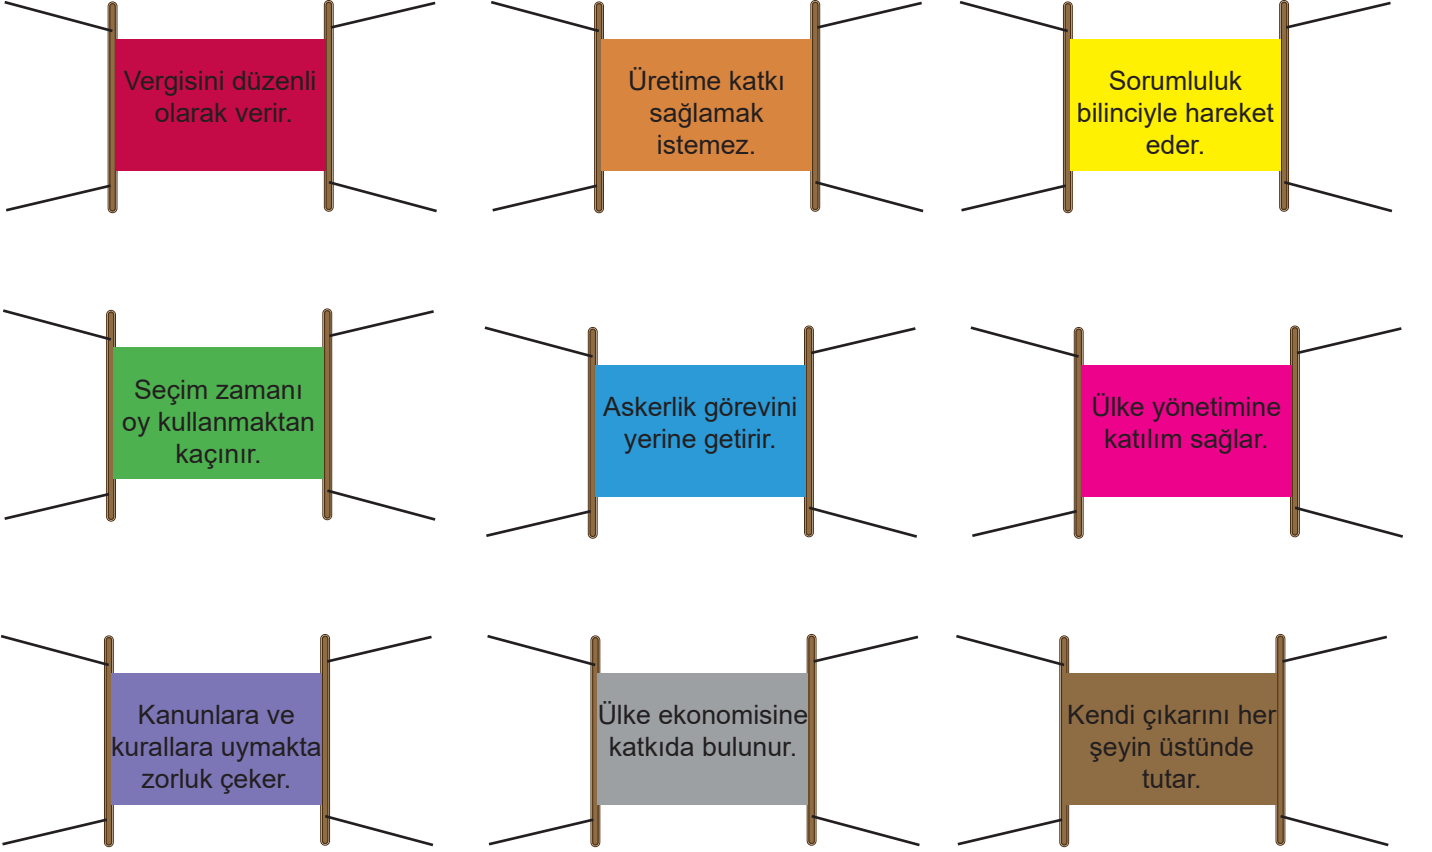 Vergisini düzenli
olarak verir.
Üretime katkı
sağlamak
istemez.
Sorumluluk
bilinciyle hareket
eder.
Seçim zamanı
oy kullanmaktan
kaçınır.
Askerlik görevini
yerine getirir.
Ülke yönetimine
katılım sağlar.
Kanunlara ve
kurallara uymakta
zorluk çeker.
Ülke ekonomisine
katkıda bulunur.
Kendi çıkarını her
şeyin üstünde
tutar.